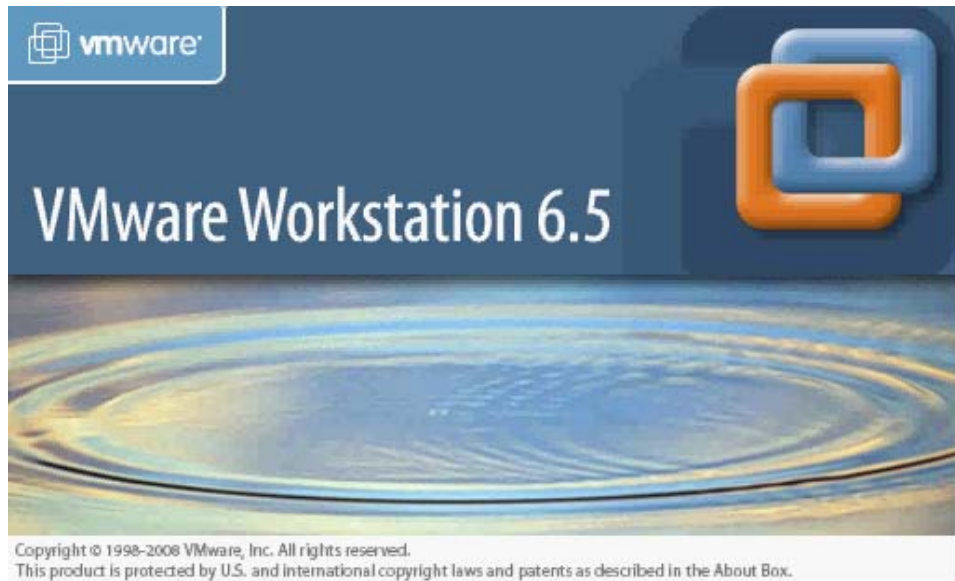 vmware
VMware Workstation 6.5
Copyright © 1998-2008 VMware, Inc. All rights reserved.
This product is protected by U.S. and international copyright laws and patents as described in the About Box.